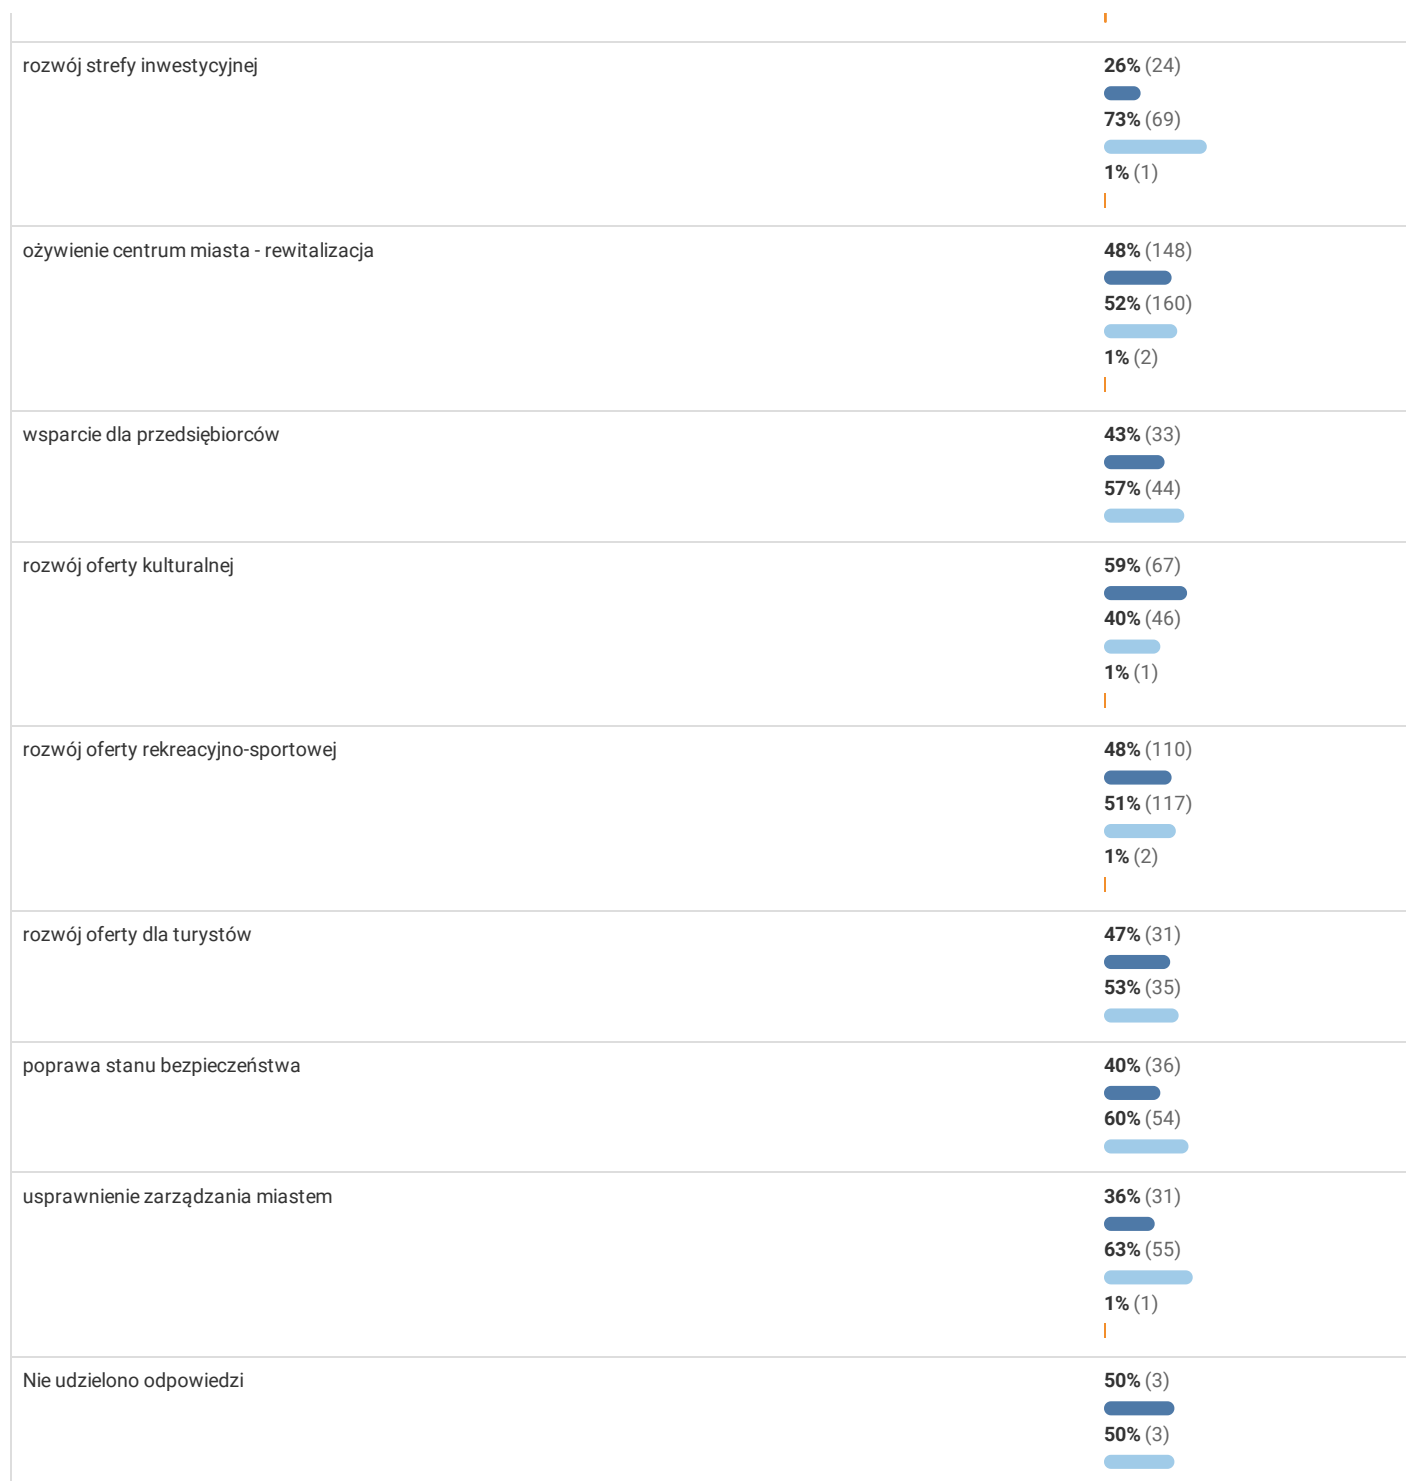 rozwój strefy inwestycyjnej
26% (24)
73% (69)
1% (1)
ożywienie centrum miasta - rewitalizacja
48% (148)
52% (160)
1% (2)
wsparcie dla przedsiębiorców
43% (33)
57% (44)
rozwój oferty kulturalnej
59% (67)
40% (46)
1% (1)
rozwój oferty rekreacyjno-sportowej
48% (110)
51% (117)
1% (2)
rozwój oferty dla turystów
47% (31)
53% (35)
poprawa stanu bezpieczeństwa
40% (36)
60% (54)
usprawnienie zarządzania miastem
36% (31)
63% (55)
1% (1)
Nie udzielono odpowiedzi
50% (3)
50% (3)